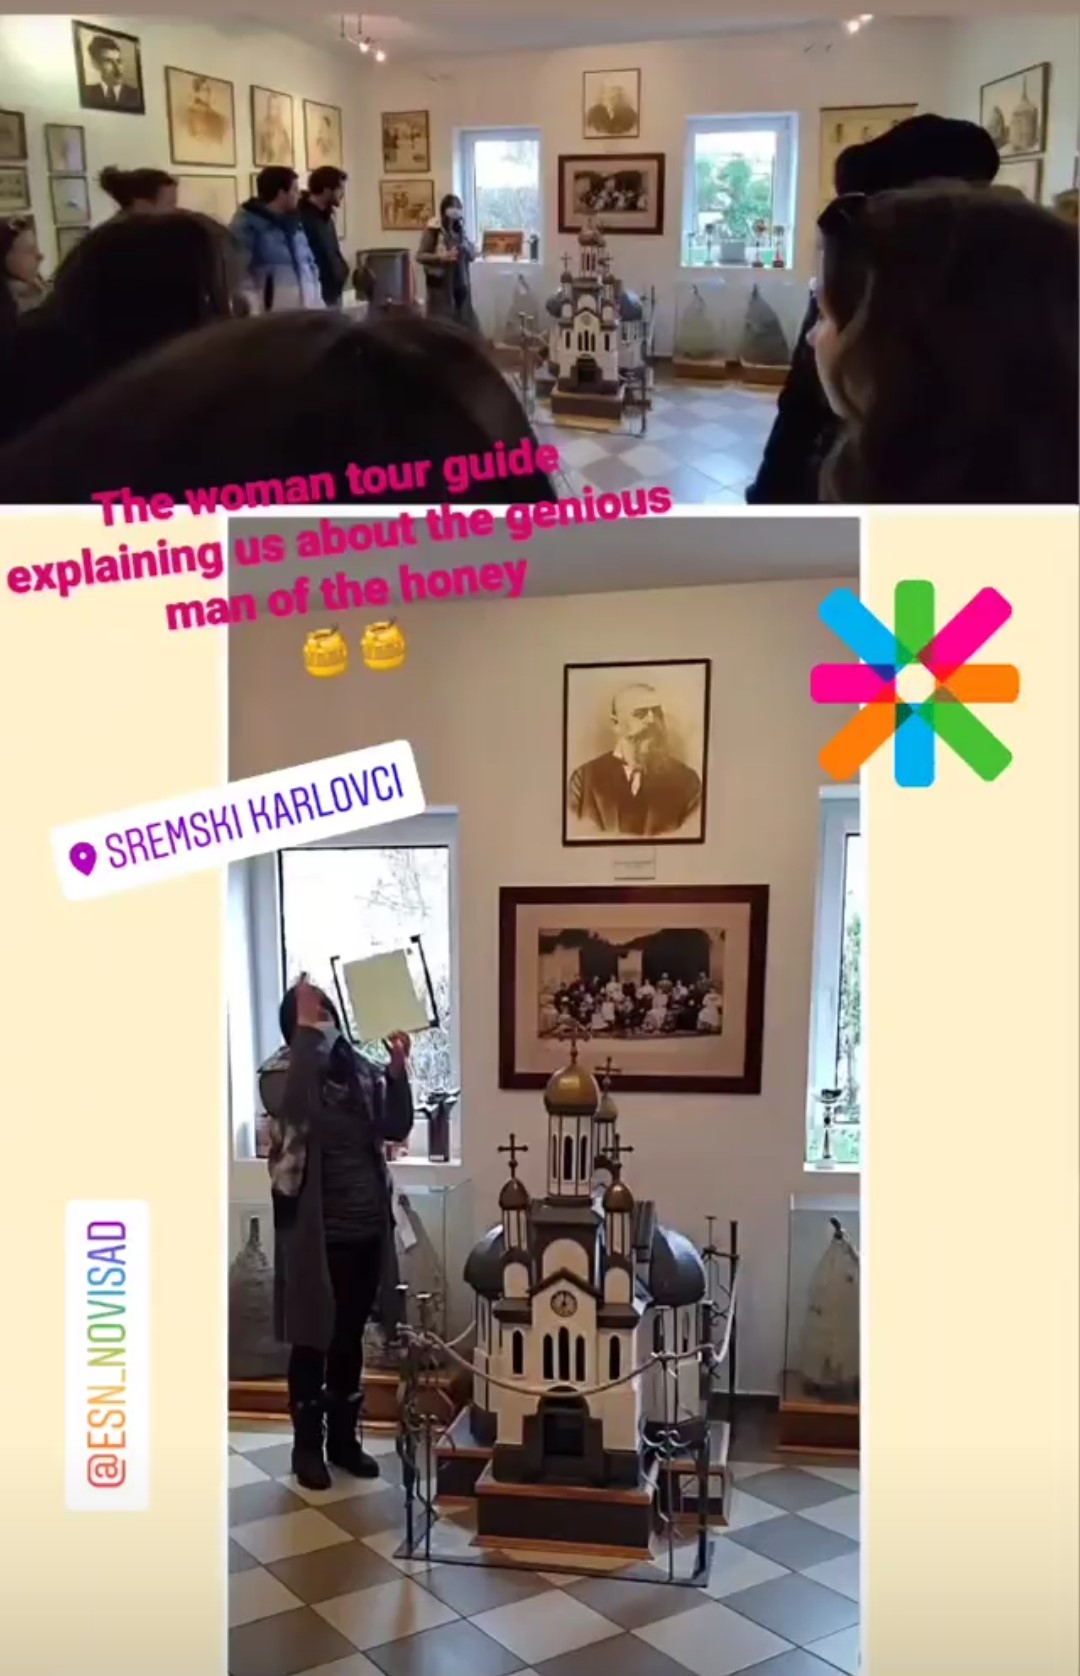 The woman tour guide
explaining us about the genious
man of the honey
SREMSKI KARLOVCI
@ESN_NOVISAD